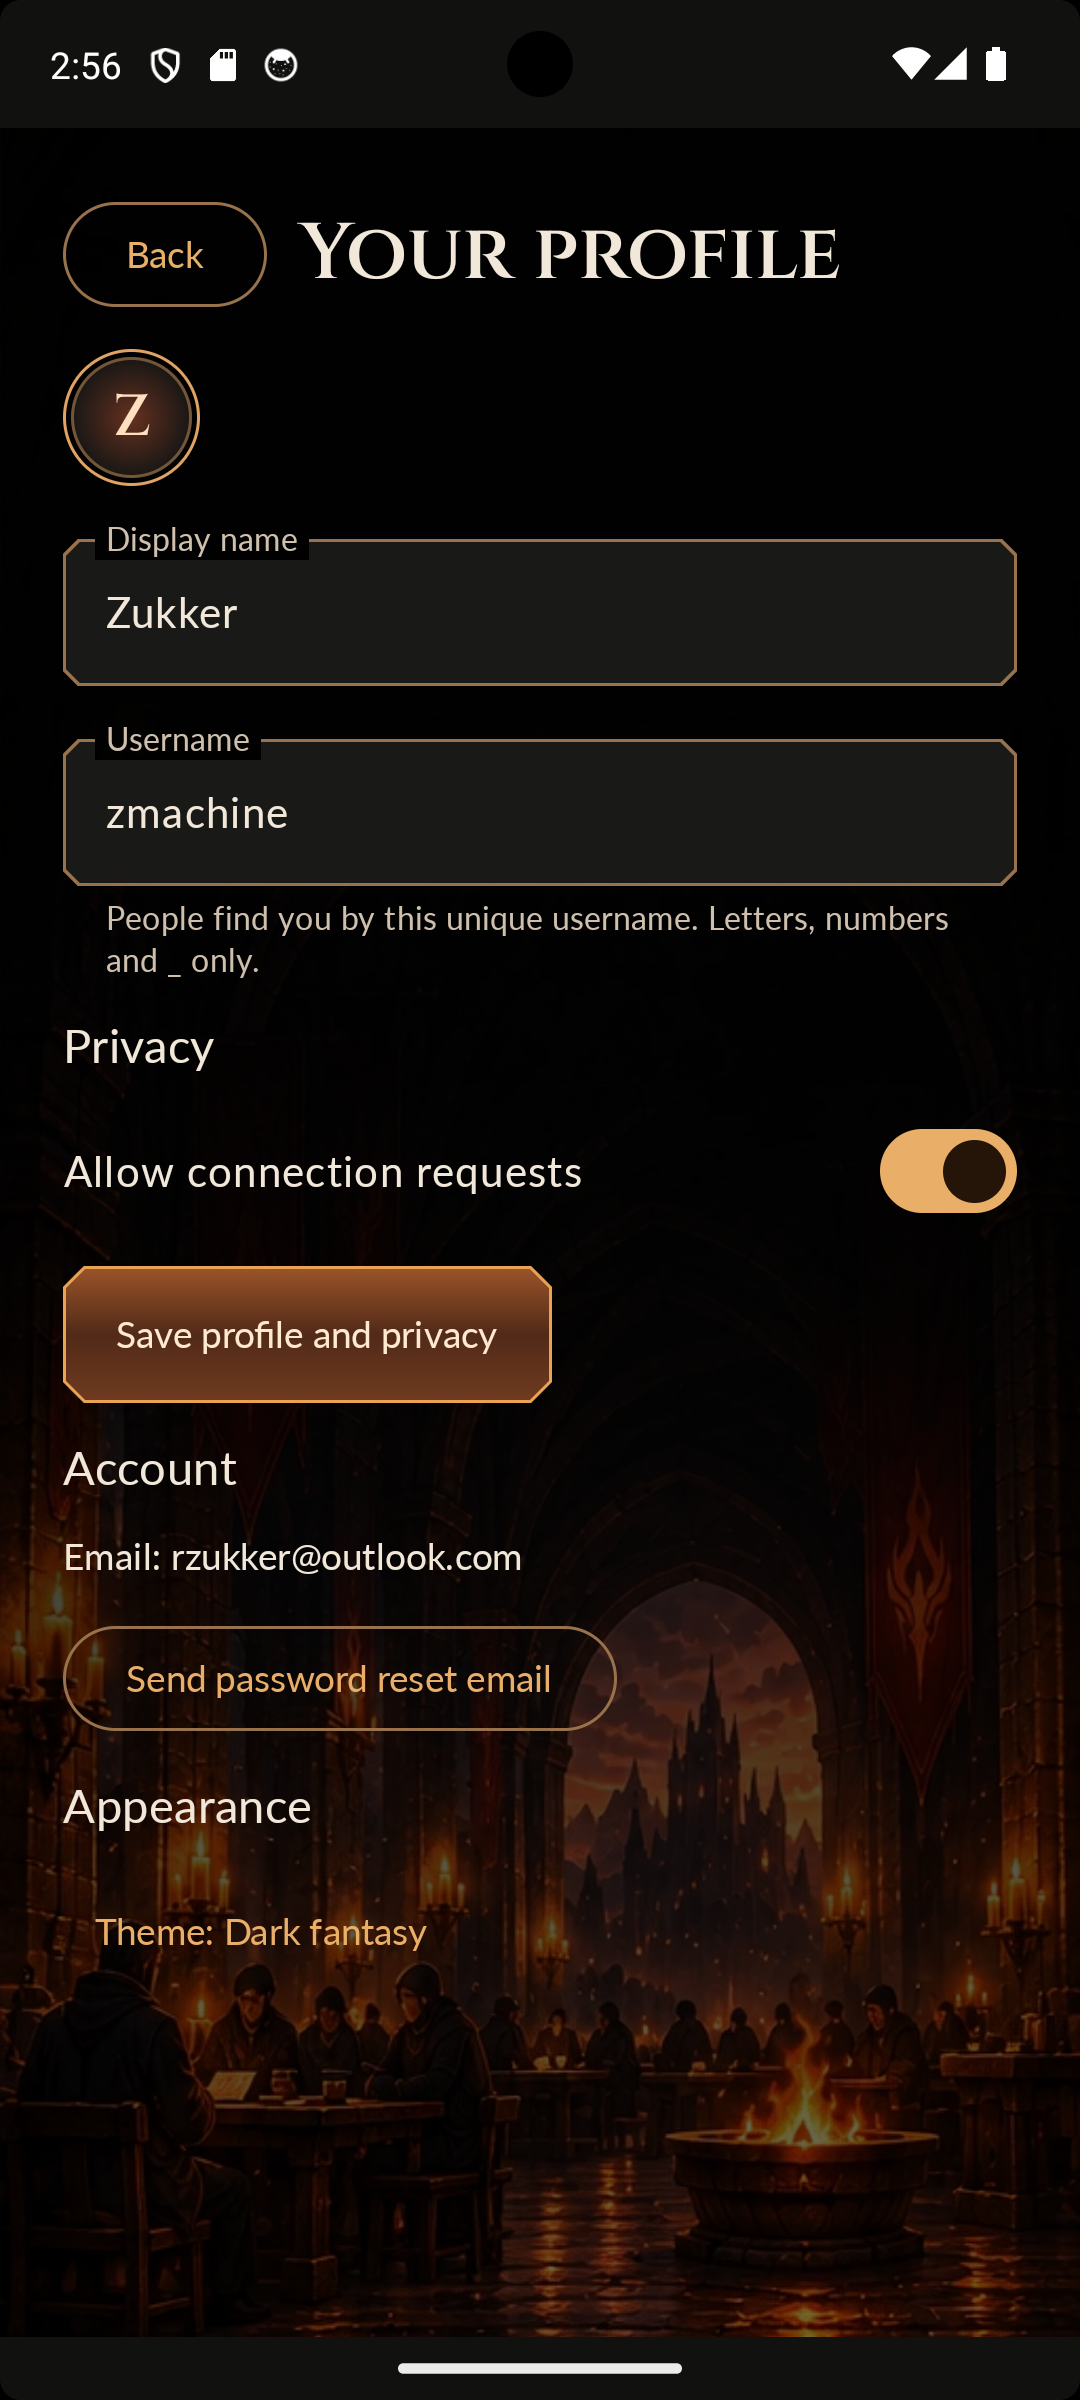 2:56
Back
Your profile
Z
Display name
Zukker
Username
zmachine
People find you by this unique username. Letters, numbers
and _ only.
Privacy
Allow connection requests
Save profile and privacy
Account
Email: rzukker@outlook.com
Send password reset email
Appearance
Theme: Dark fantasy